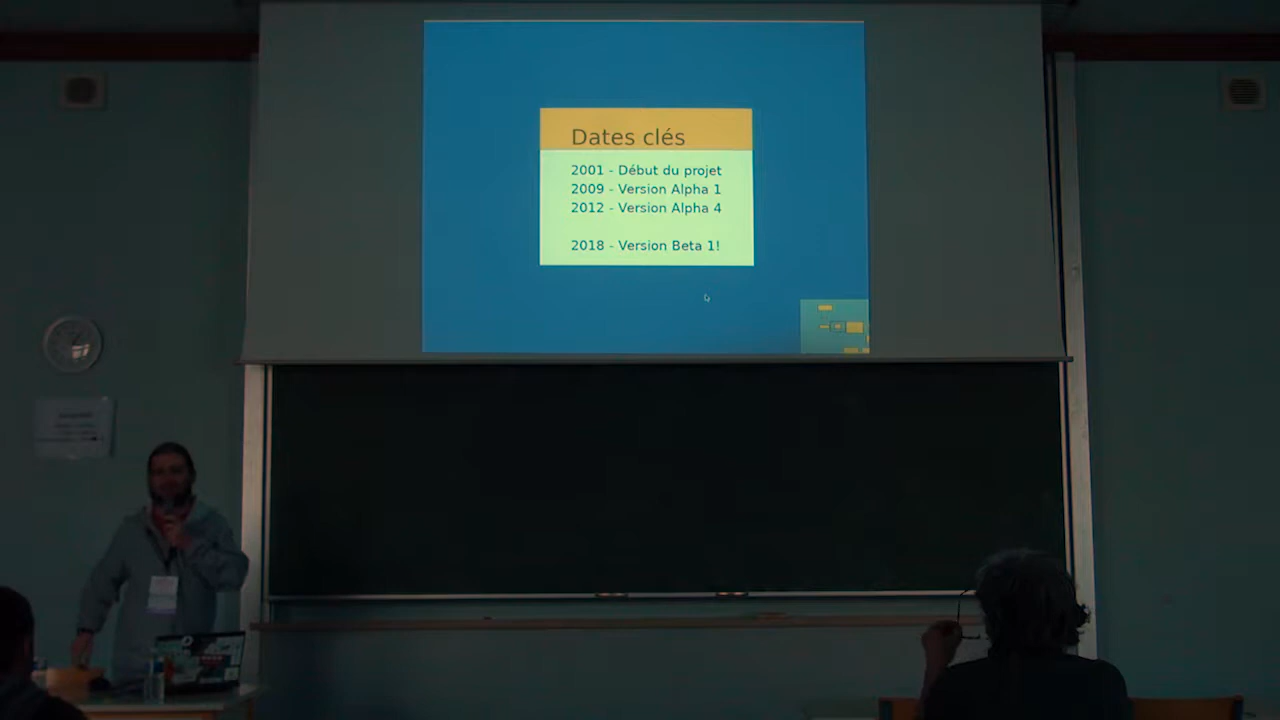 Dates clés
2001 - Début du projet
2009 - Version Alpha 1
2012 - Version Alpha 4
2018 - Version Beta 1!